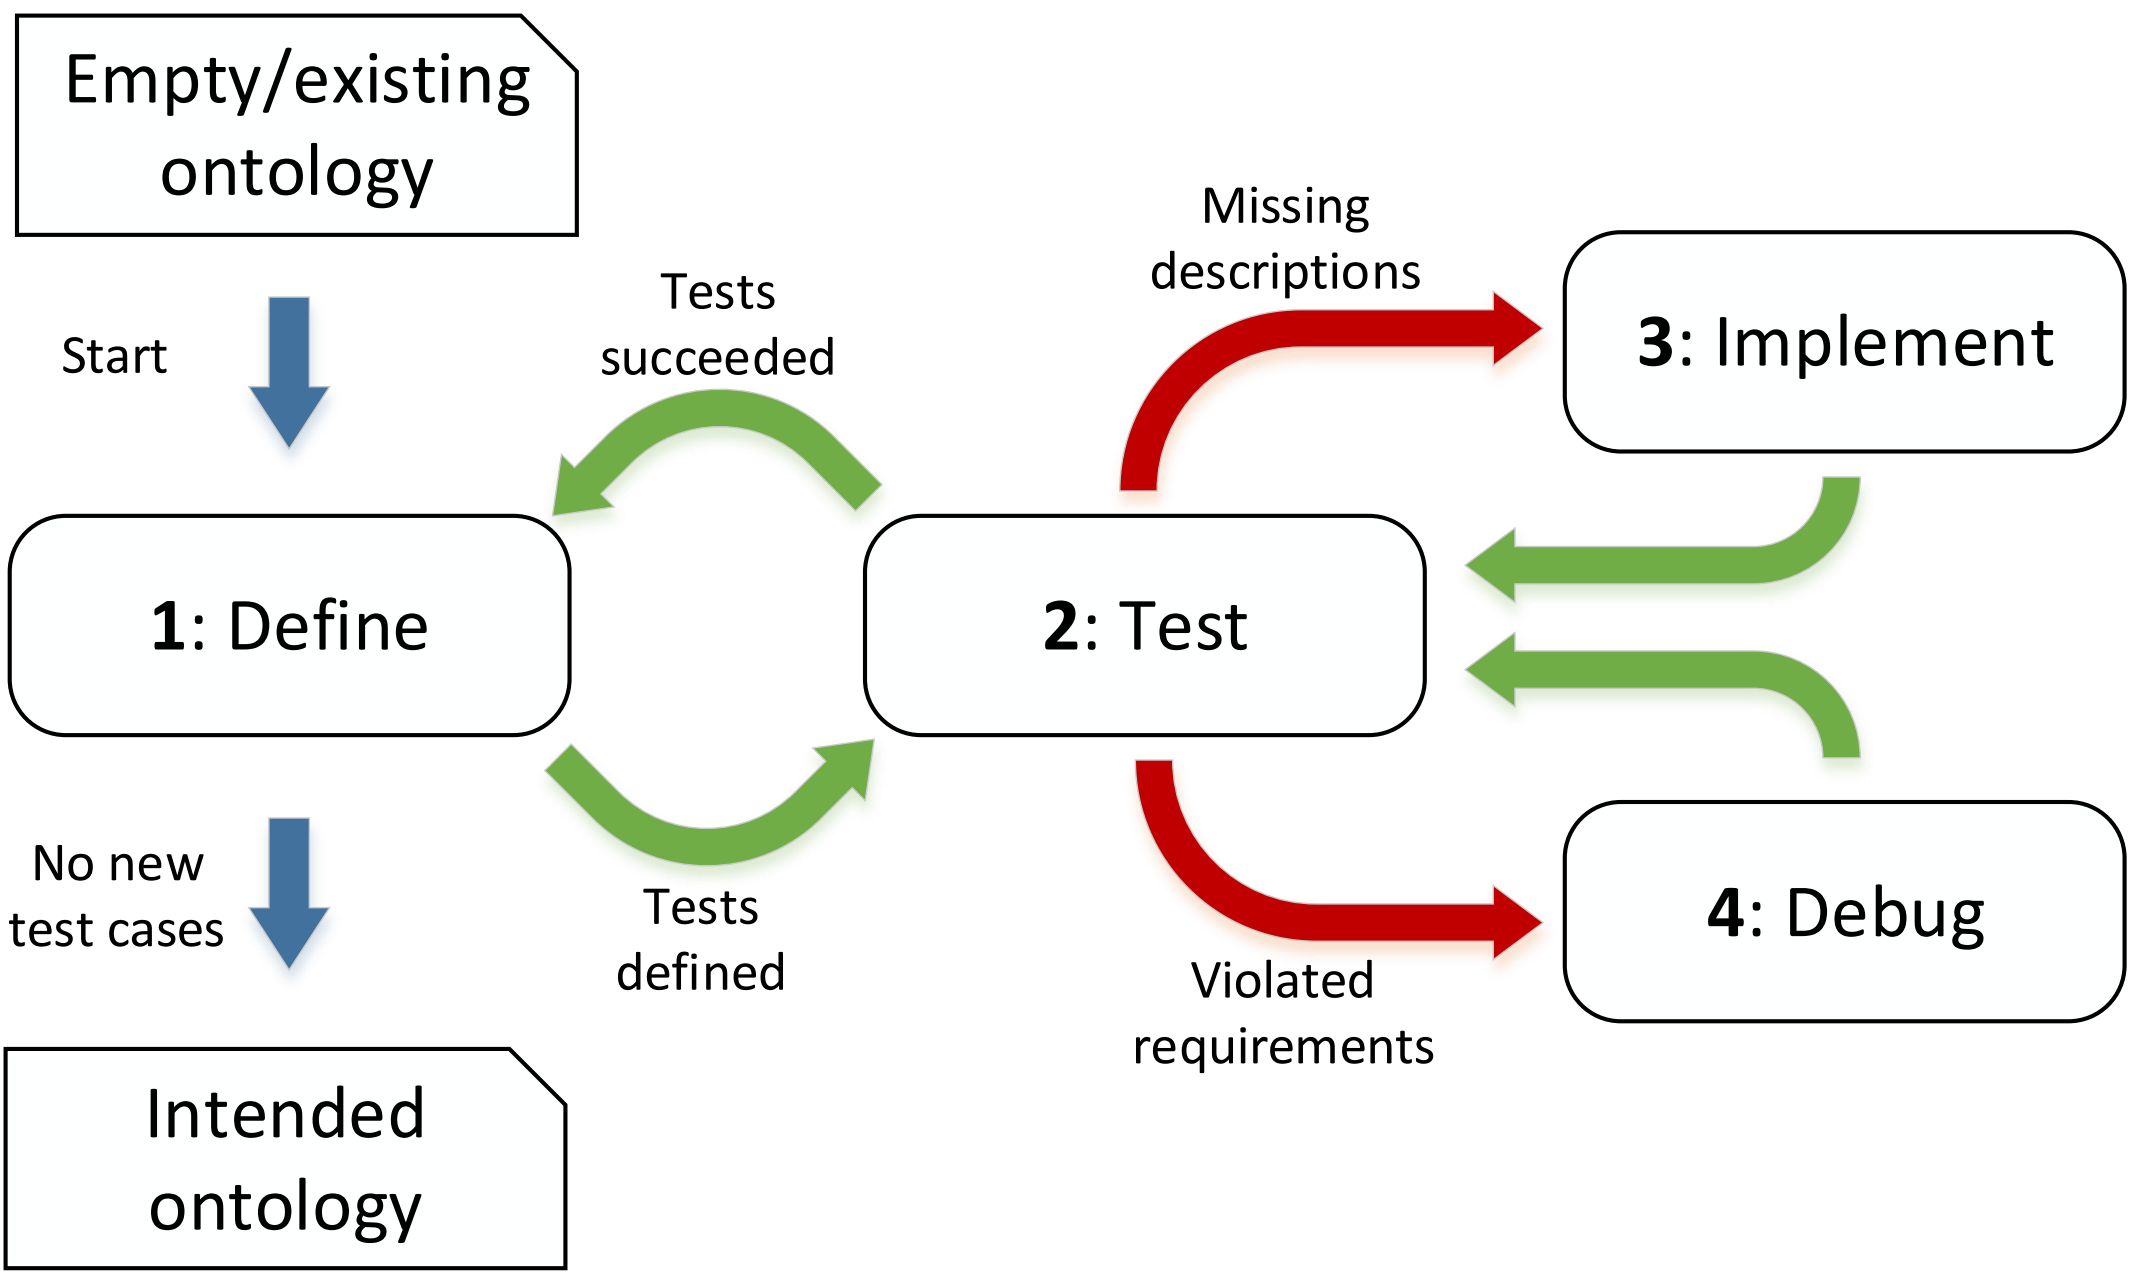 Empty/existing
ontology
Start
Tests
succeeded
Missing
descriptions
3: Implement
1: Define
2: Test
No new
test cases
Tests
defined
Violated
requirements
4: Debug
Intended
ontology